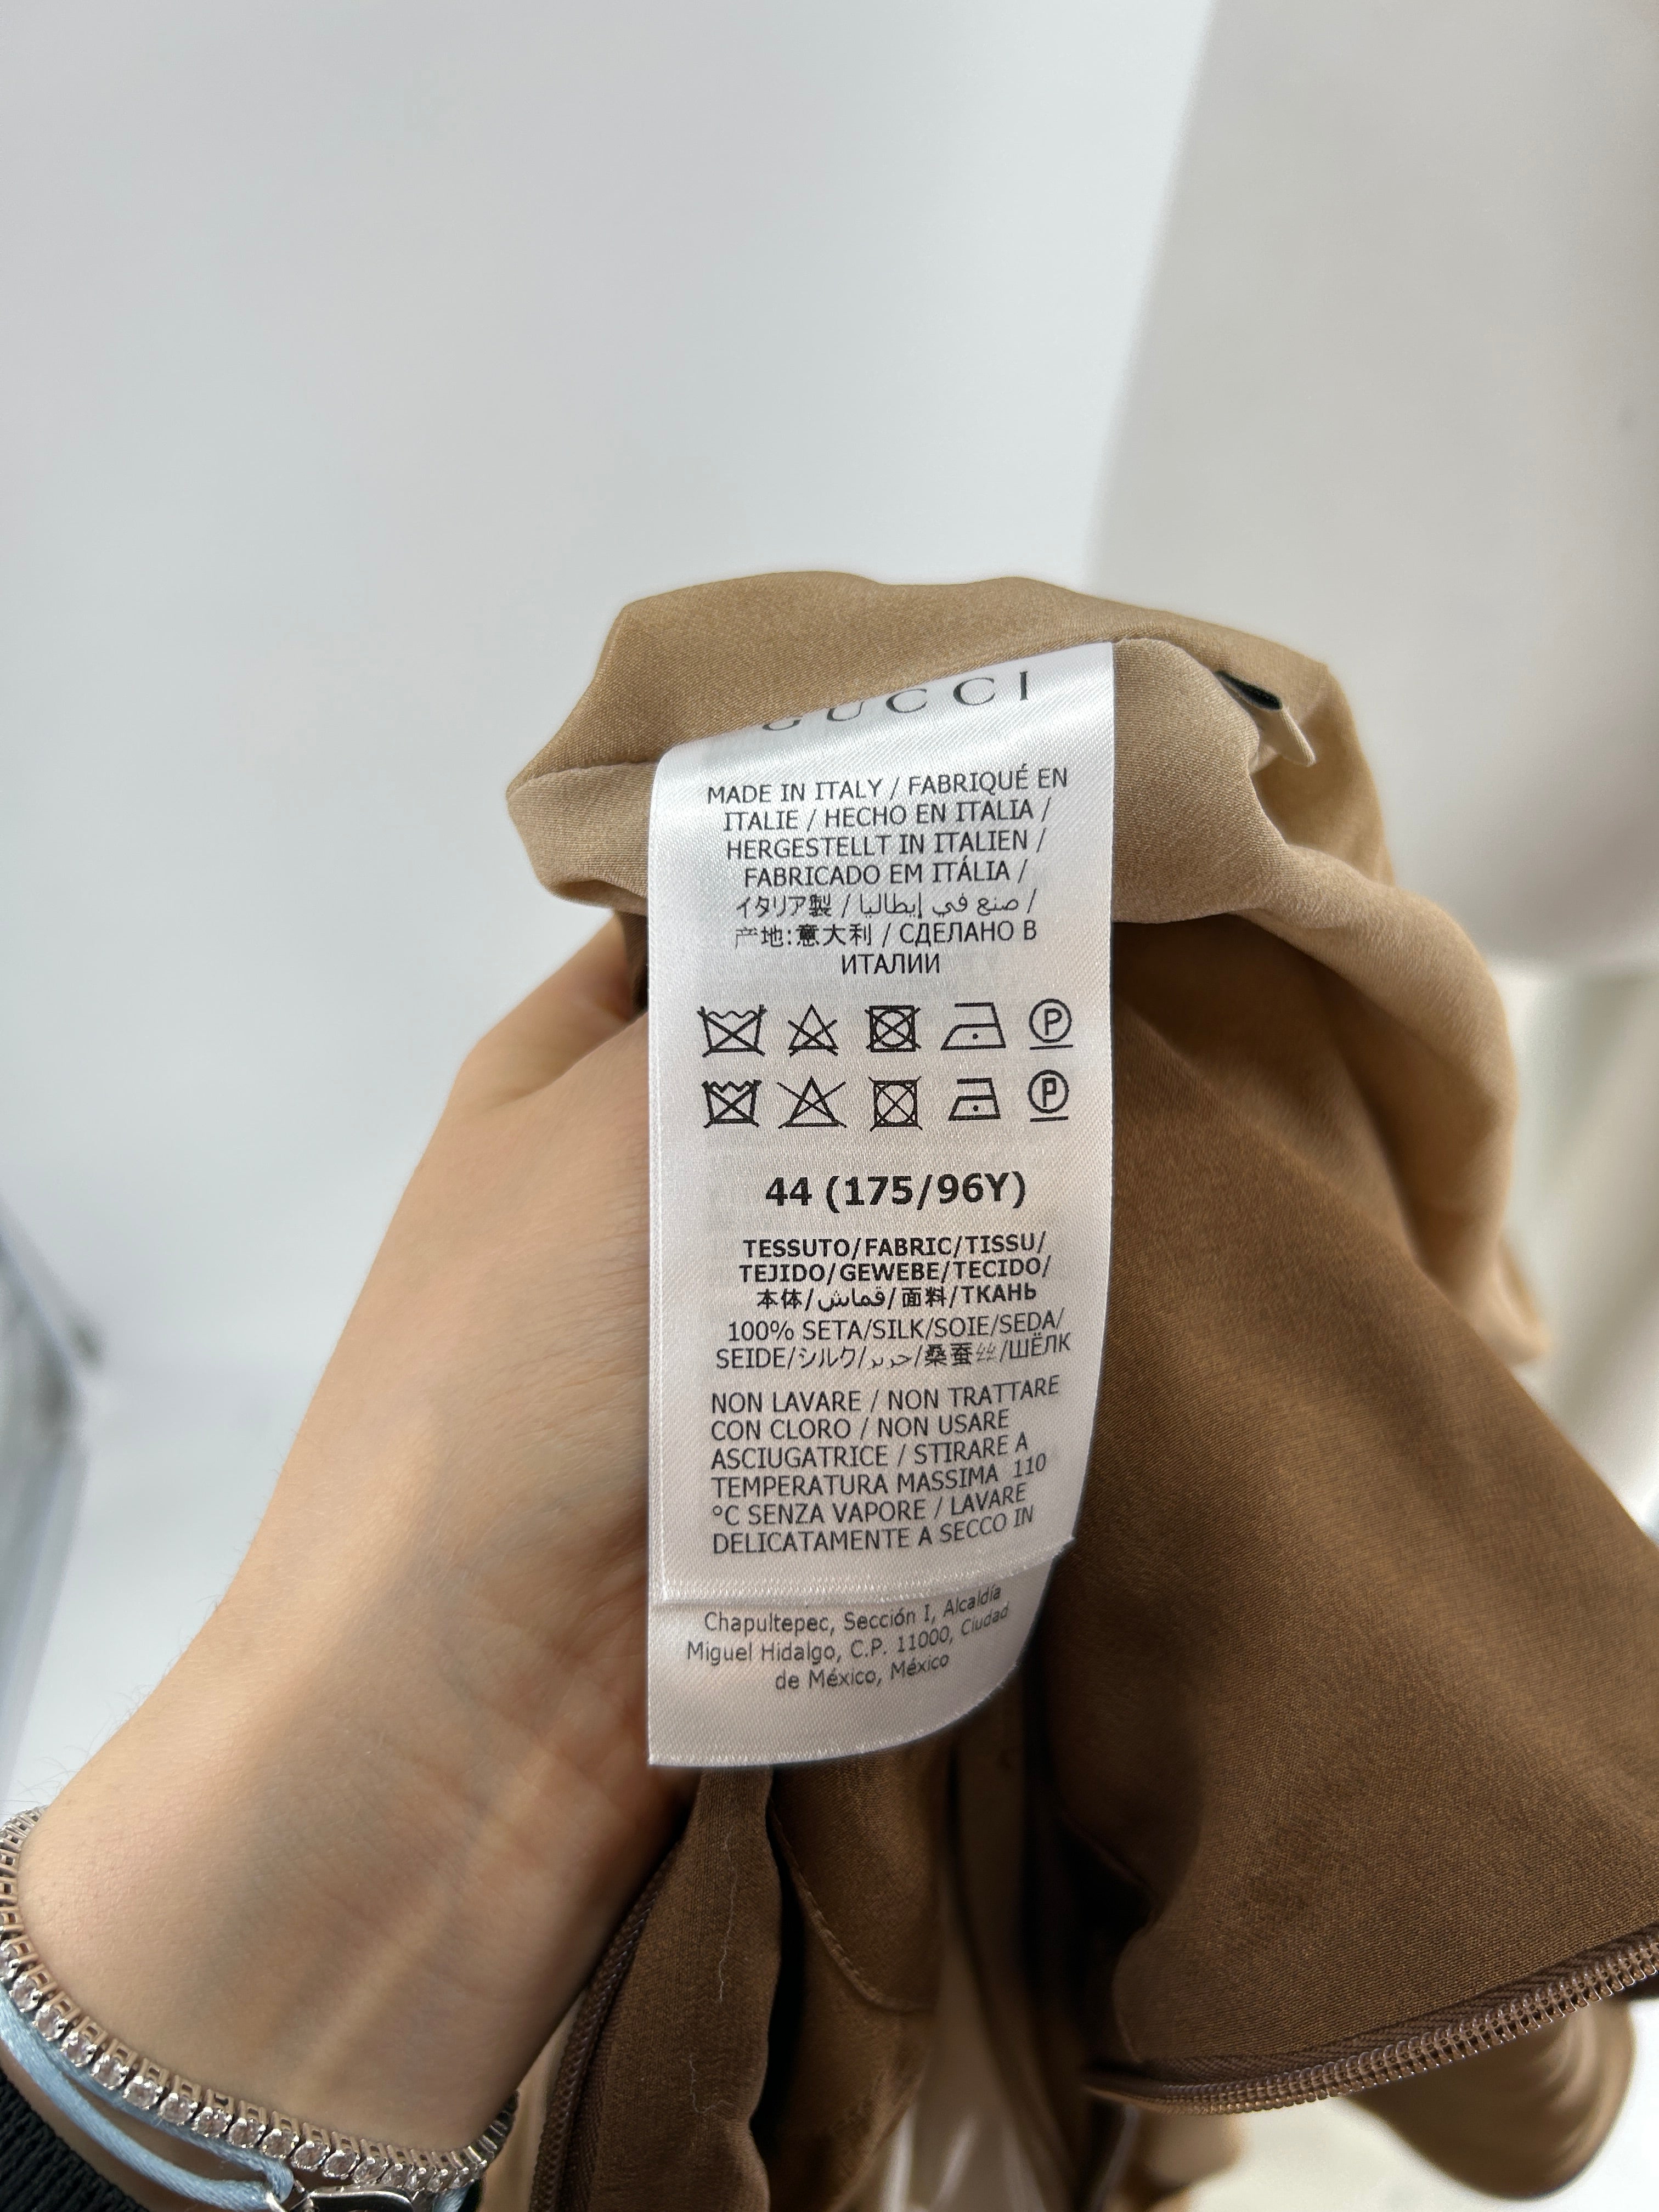 GUCCI
MADE IN ITALY / FABRIQUÉ EN
ITALIE / HECHO EN ITALIA /
HERGESTELLT IN ITALIEN /
FABRICADO EM ITÁLIA /
イタリア製 / صنع في إيطاليا /
产地:意大利 / СДЕЛАНО В
ИТАЛИИ
P
P
44 (175/96Y)
TESSUTO/FABRIC/TISSU/
TEJIDO/GEWEBE/TECIDO/
本体/قماش/面料/ТКАНЬ
100% SETA/SILK/SOIE/SEDA/
SEIDE/シルク/حرير/桑蚕丝/ШЁЛК
NON LAVARE / NON TRATTARE
CON CLORO / NON USARE
ASCIUGATRICE / STIRARE A
TEMPERATURA MASSIMA 110
°C SENZA VAPORE / LAVARE
DELICATAMENTE A SECCO IN
Chapultepec, Sección I, Alcaldía
Miguel Hidalgo, C.P. 11000, Ciudad
de México, México